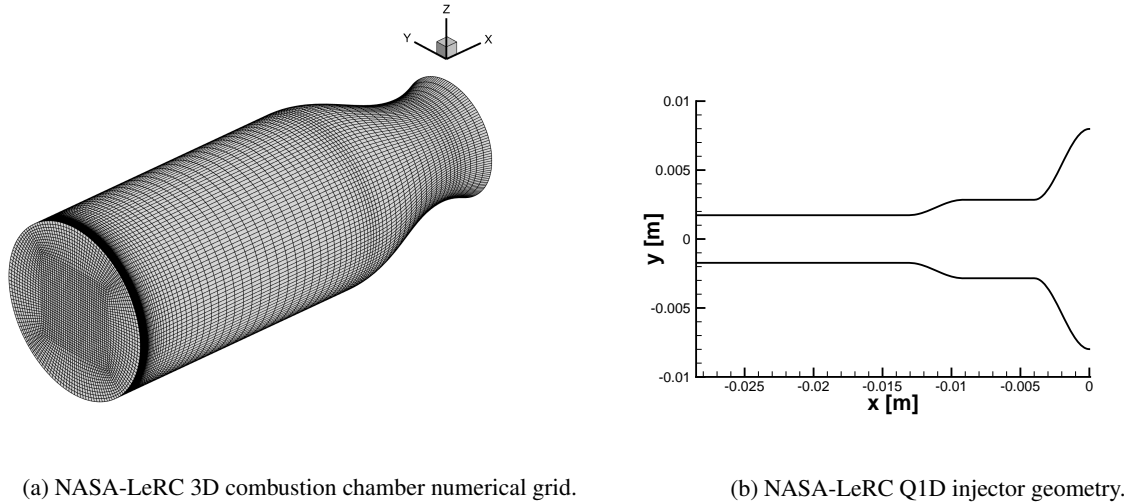 Z
Y
X
0.01
0.005
0
-0.005
-0.01
y [m]
-0.025
-0.02
-0.015
-0.01
-0.005
0
x [m]
(a) NASA-LeRC 3D combustion chamber numerical grid.
(b) NASA-LeRC Q1D injector geometry.